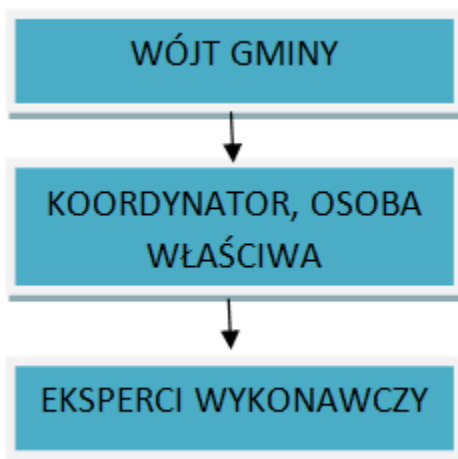 WÓJT GMINY
KOORDYNATOR, OSOBA
WŁAŚCIWA
EKSPERCI WYKONAWCZY